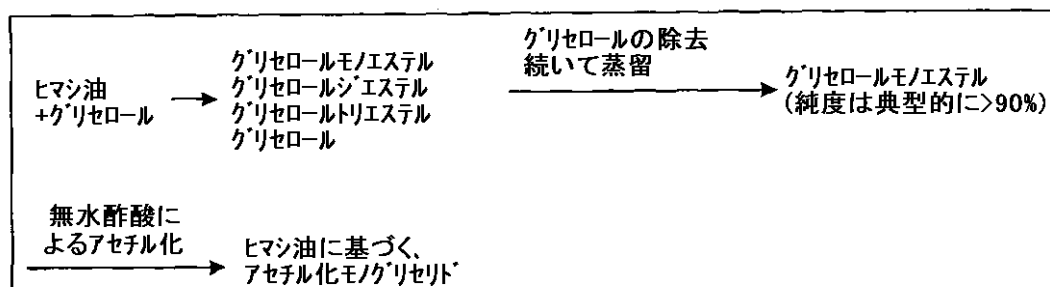 ヒマシ油
+グリセロール
グリセロールモノエステル
グリセロールジエステル
グリセロールトリエステル
グリセロール
グリセロールの除去
続いて蒸留
グリセロールモノエステル
(純度は典型的に>90%)
無水酢酸に
よるアセチル化
ヒマシ油に基づく、
アセチル化モノグリセリド